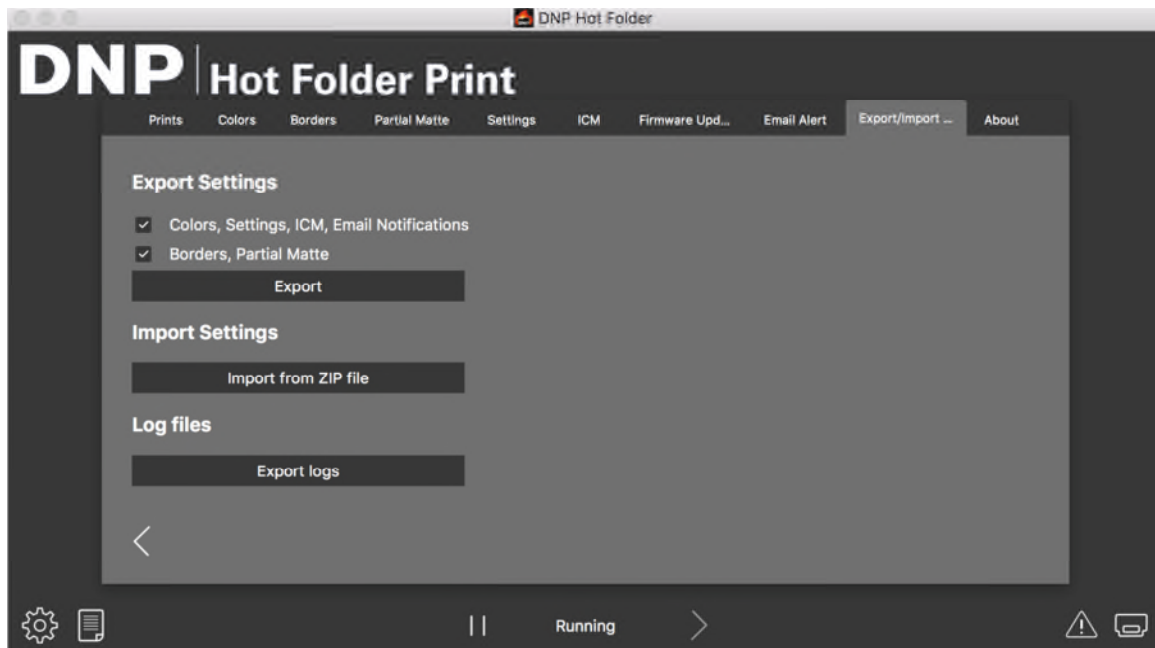 DNP Hot Folder
DNP Hot Folder Print
Prints Colors Borders Partial Matte Settings ICM Firmware Upd... Email Alert Export/Import ... About
Export Settings
Colors, Settings, ICM, Email Notifications
Borders, Partial Matte
Export
Import Settings
Import from ZIP file
Log files
Export logs
Running